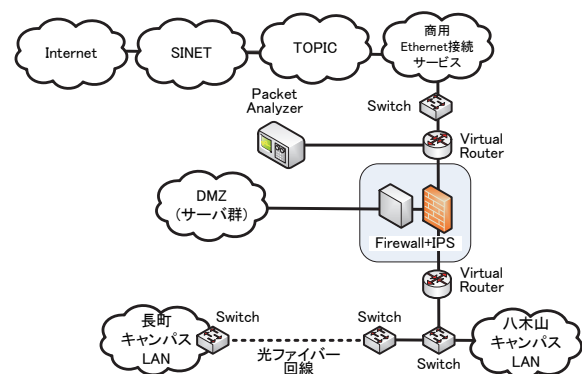 Internet
SINET
TOPIC
商用
Ethernet接続
サービス
Switch
Packet
Analyzer
Virtual
Router
DMZ
(サーバ群)
Firewall+IPS
Virtual
Router
長町
キャンパス
LAN
Switch
光ファイバー
回線
Switch
Switch
八木山
キャンパス
LAN